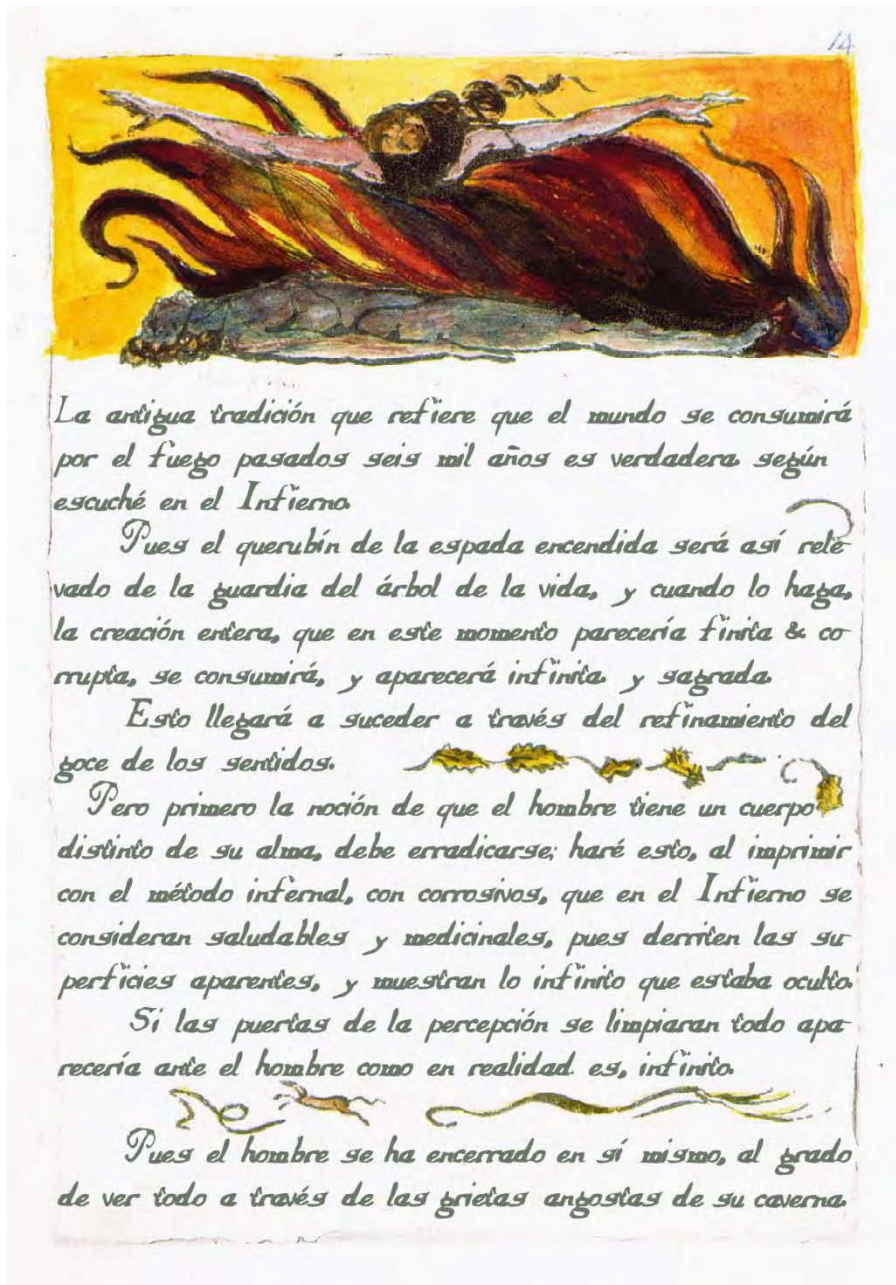 14
La antigua tradición que refiere que el mundo se consumirá
por el fuego pasados seis mil años es verdadera. según
escuché en el Infierno.
Pues el querubín de la espada encendida será así rele-
vado de la guardia del árbol de la vida, y cuando lo haga,
la creación entera, que en este momento parecería finita & co-
rrupta, se consumirá, y aparecerá infinita. y sagrada.
Esto llegará a suceder a través del refinamiento del
goce de los sentidos.
Pero primero la noción de que el hombre tiene un cuerpo
distinto de su alma, debe erradicarse; haré esto, al imprimir
con el método infernal, con corrosivos, que en el Infierno se
consideran saludables y medicinales, pues derriten las su
perficies aparentes, y muestran lo infinito que estaba oculto.
Si las puertas de la percepción se limpiaran todo apa-
recería ante el hombre como en realidad es, infinito.
Pues el hombre se ha encerrado en sí mismo, al grado
de ver todo a través de las grietas angostas de su caverna.